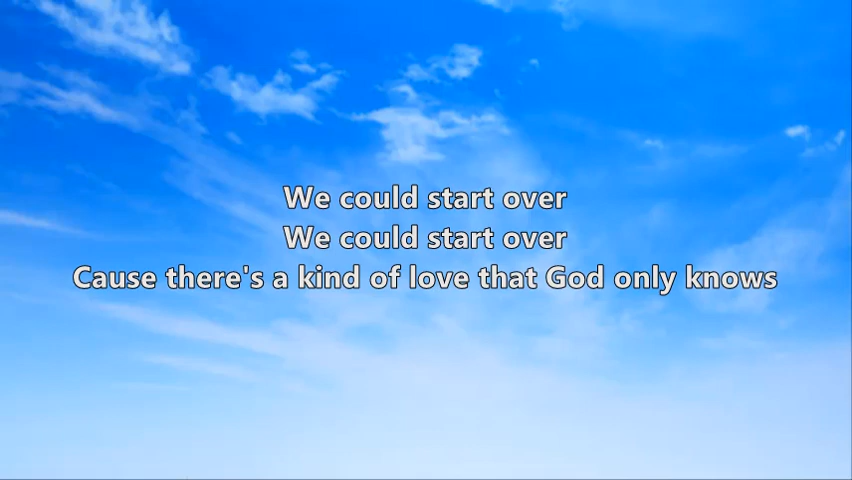 We could start over
We could start over
Cause there's a kind of love that God only knows